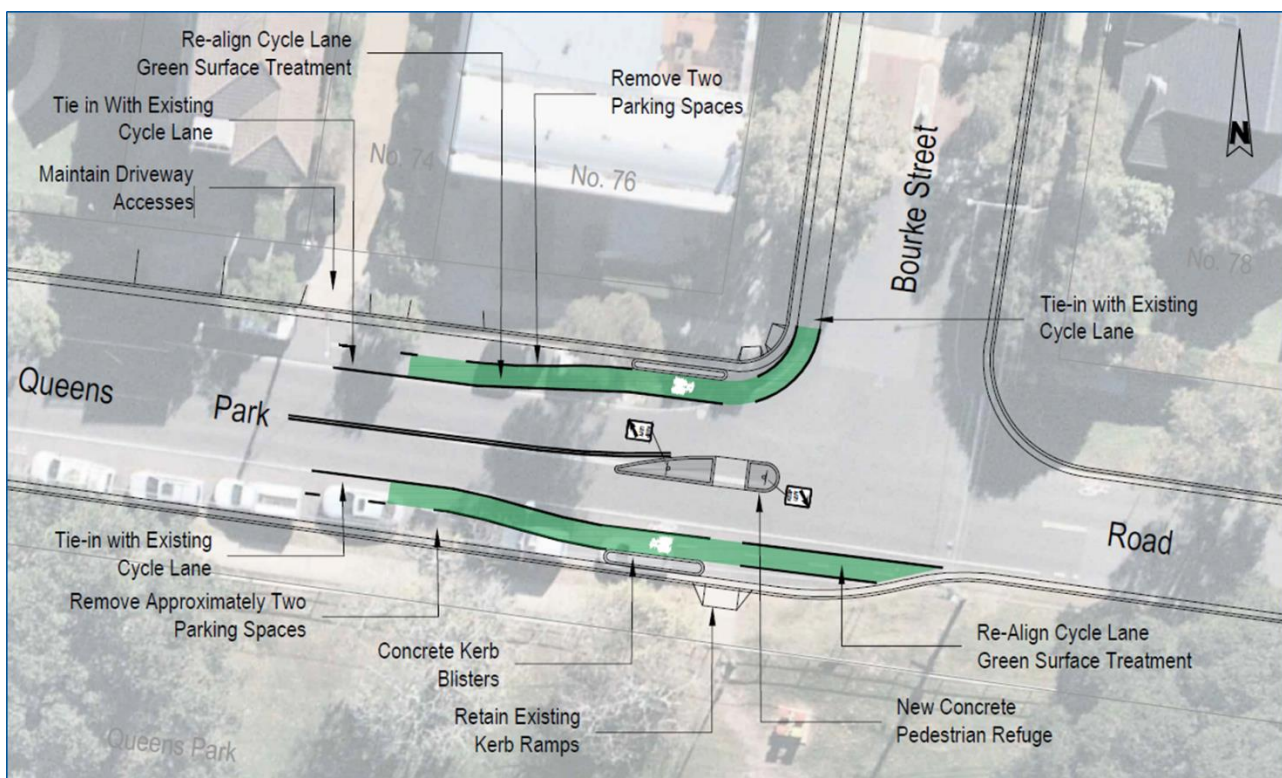 Re-align Cycle Lane
Green Surface Treatment
Remove Two
Parking Spaces
Tie in With Existing
Cycle Lane
No. 74
No. 76
Maintain Driveway
Accesses
Bourke Street
N
No. 78
Tie-in with Existing
Cycle Lane
Queens
Park
Road
Tie-in with Existing
Cycle Lane
Remove Approximately Two
Parking Spaces
Concrete Kerb
Blisters
Retain Existing
Kerb Ramps
Re-Align Cycle Lane
Green Surface Treatment
New Concrete
Pedestrian Refuge
Queens Park